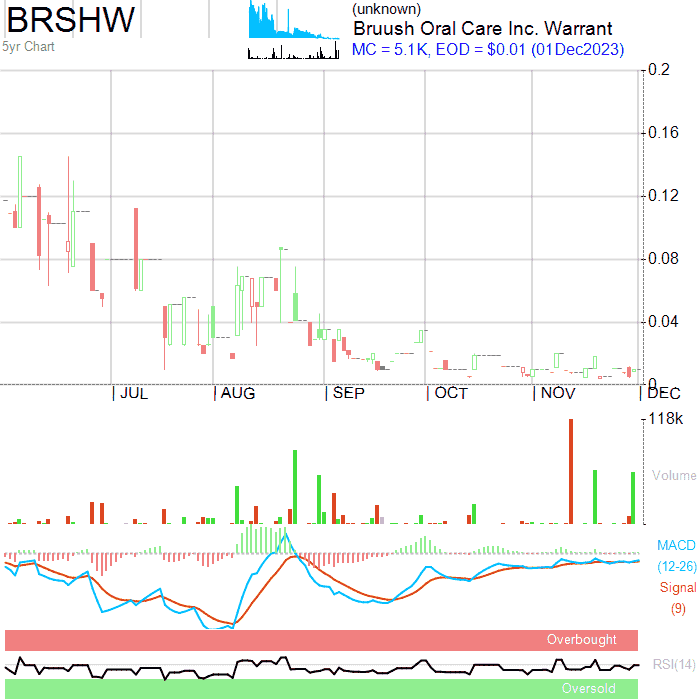 BRSHW
5yr Chart
(unknown)
Bruush Oral Care Inc. Warrant
MC = 5.1K, EOD = $0.01 (01Dec2023)
0.2
0.16
0.12
0.08
0.04
0
JUL AUG SEP OCT NOV DEC
118k
Volume
MACD
(12-26)
Signal
(9)
Overbought
RSI(14)
Oversold